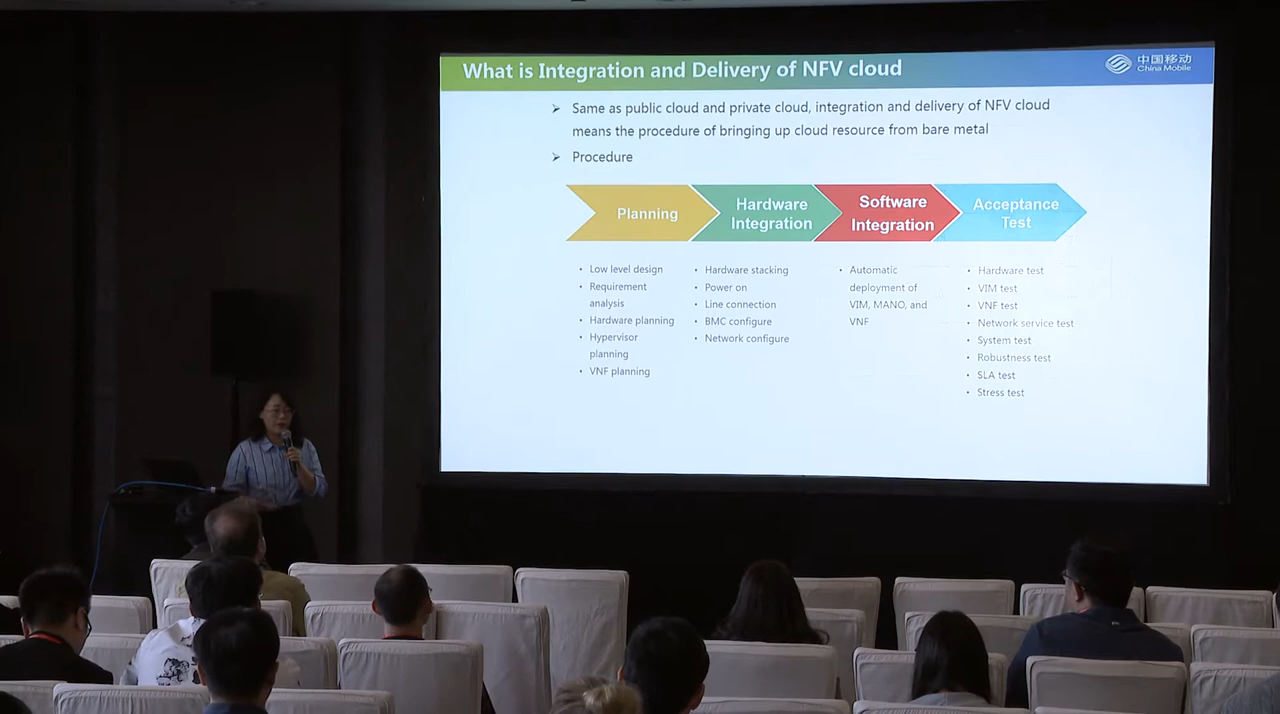 What is Integration and Delivery of NFV cloud
中国移动
China Mobile
➢ Same as public cloud and private cloud, integration and delivery of NFV cloud
means the procedure of bringing up cloud resource from bare metal
➢ Procedure
Planning
Hardware
Integration
Software
Integration
Acceptance
Test
• Low level design
• Requirement
analysis
• Hardware planning
• Hypervisor
planning
• VNF planning
• Hardware stacking
• Power on
• Line connection
• BMC configure
• Network configure
• Automatic
deployment of
VIM, MANO, and
VNF
• Hardware test
• VIM test
• VNF test
• Network service test
• System test
• Robustness test
• SLA test
• Stress test